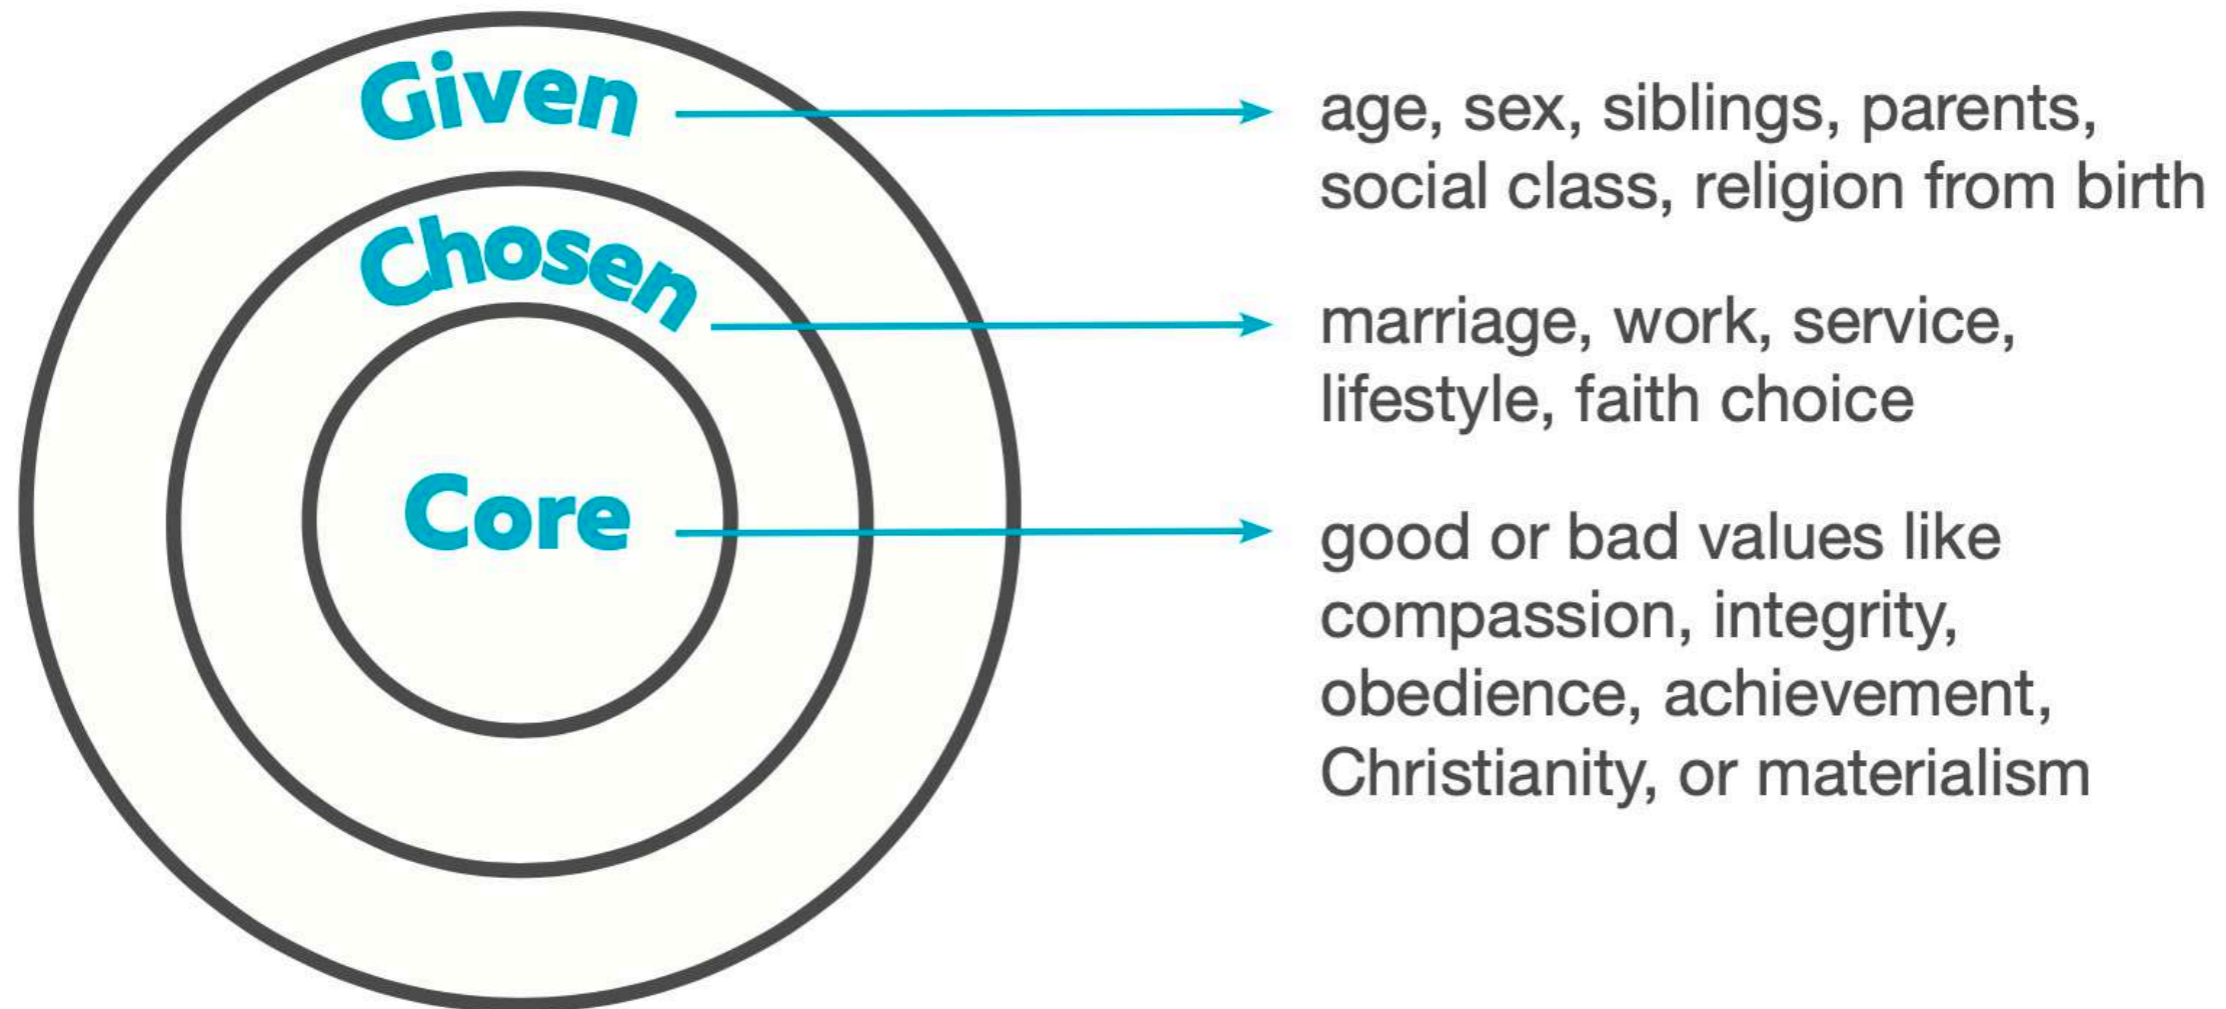 Given
age, sex, siblings, parents,
social class, religion from birth
Chosen
marriage, work, service,
lifestyle, faith choice
Core
good or bad values like
compassion, integrity,
obedience, achievement,
Christianity, or materialism